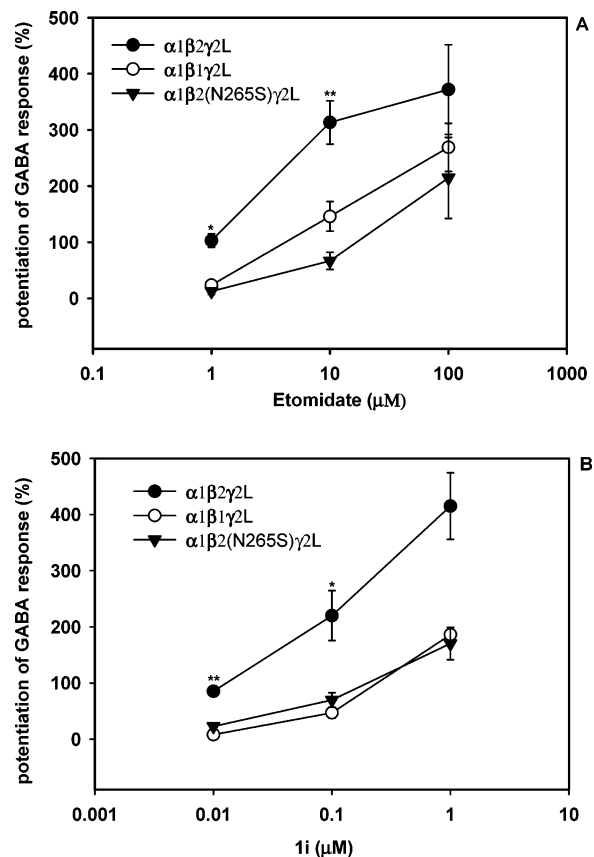 A
500
400
300
200
100
0
potentiation of GABA response (%)
α1β2γ2L
α1β1γ2L
α1β2(N265S)γ2L
*
**
0.1 1 10 100 1000
Etomidate (μM)
B
500
400
300
200
100
0
potentiation of GABA response (%)
α1β2γ2L
α1β1γ2L
α1β2(N265S)γ2L
**
*
0.001 0.01 0.1 1 10
1i (μM)